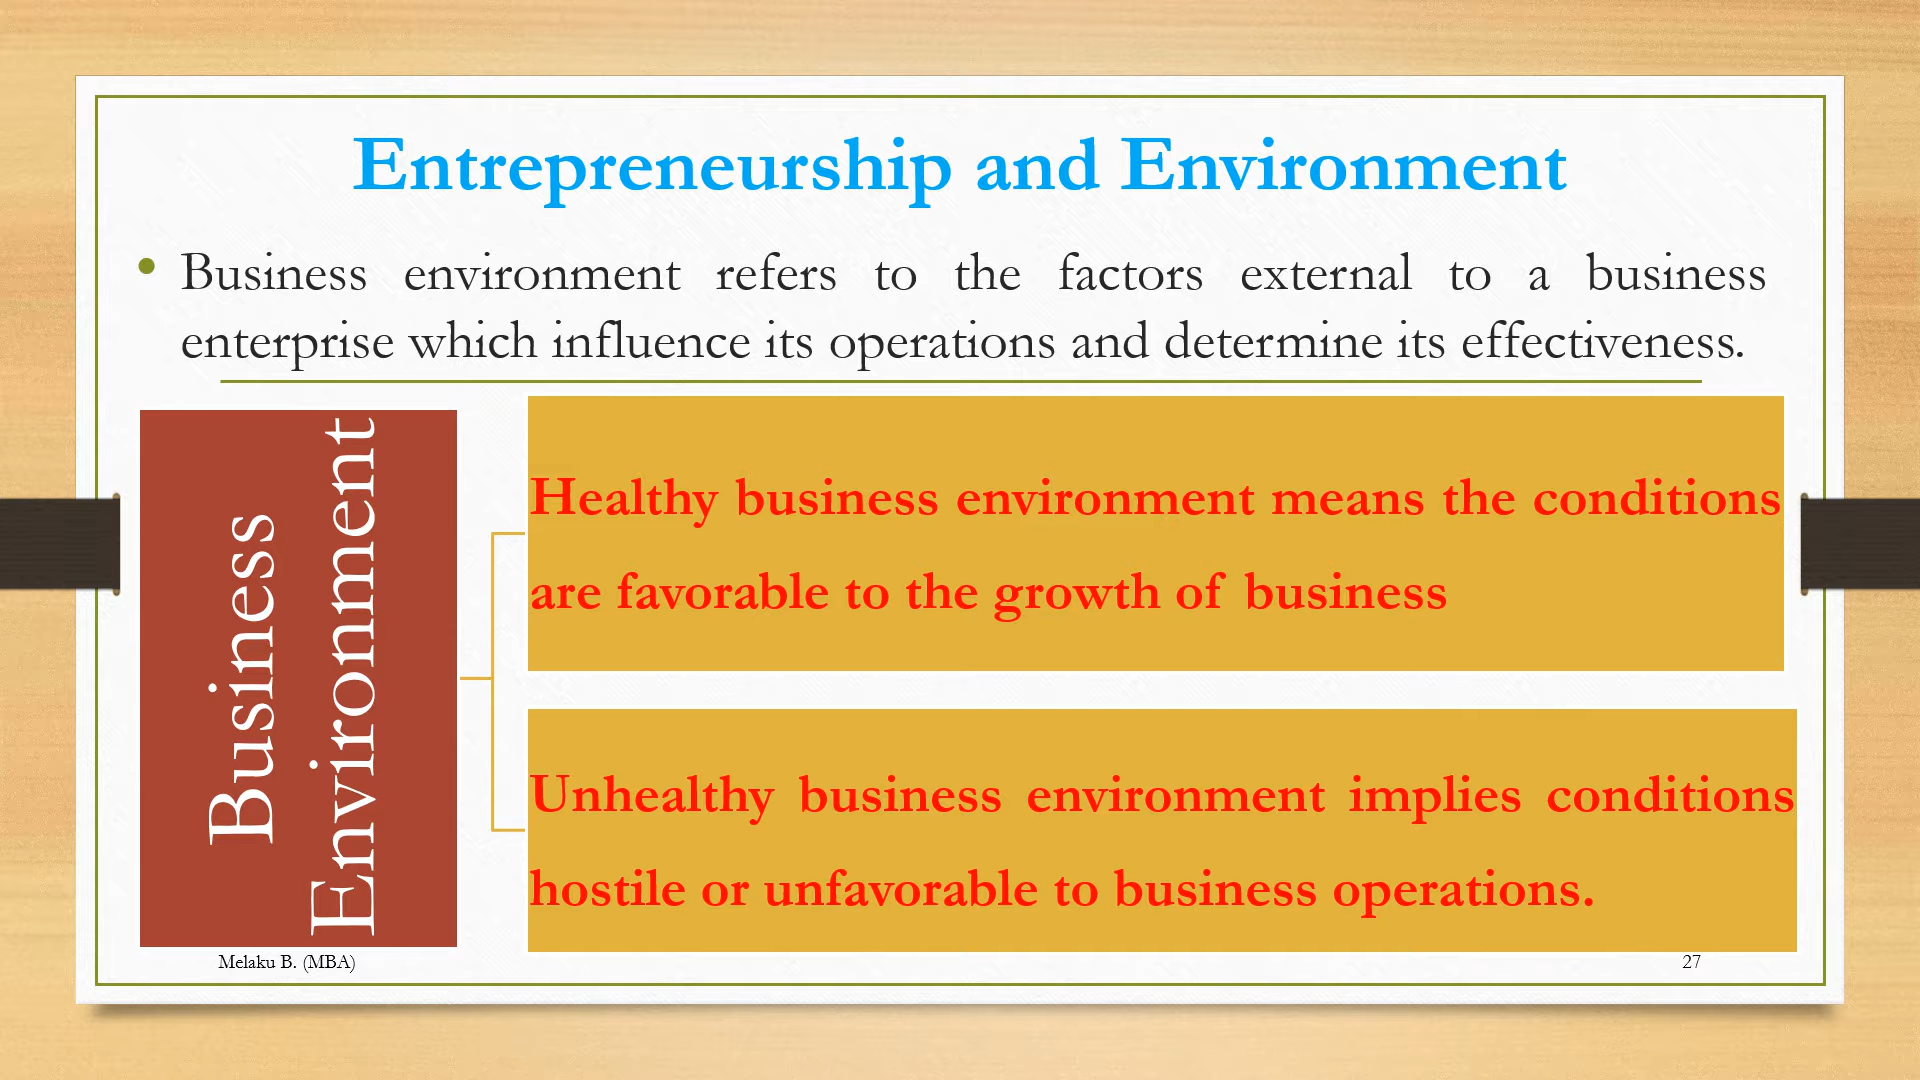 Entrepreneurship and Environment
• Business environment refers to the factors external to a business
enterprise which influence its operations and determine its effectiveness.
Business
Environment
Healthy business environment means the conditions
are favorable to the growth of business
Unhealthy business environment implies conditions
hostile or unfavorable to business operations.
Melaku B. (MBA)
27